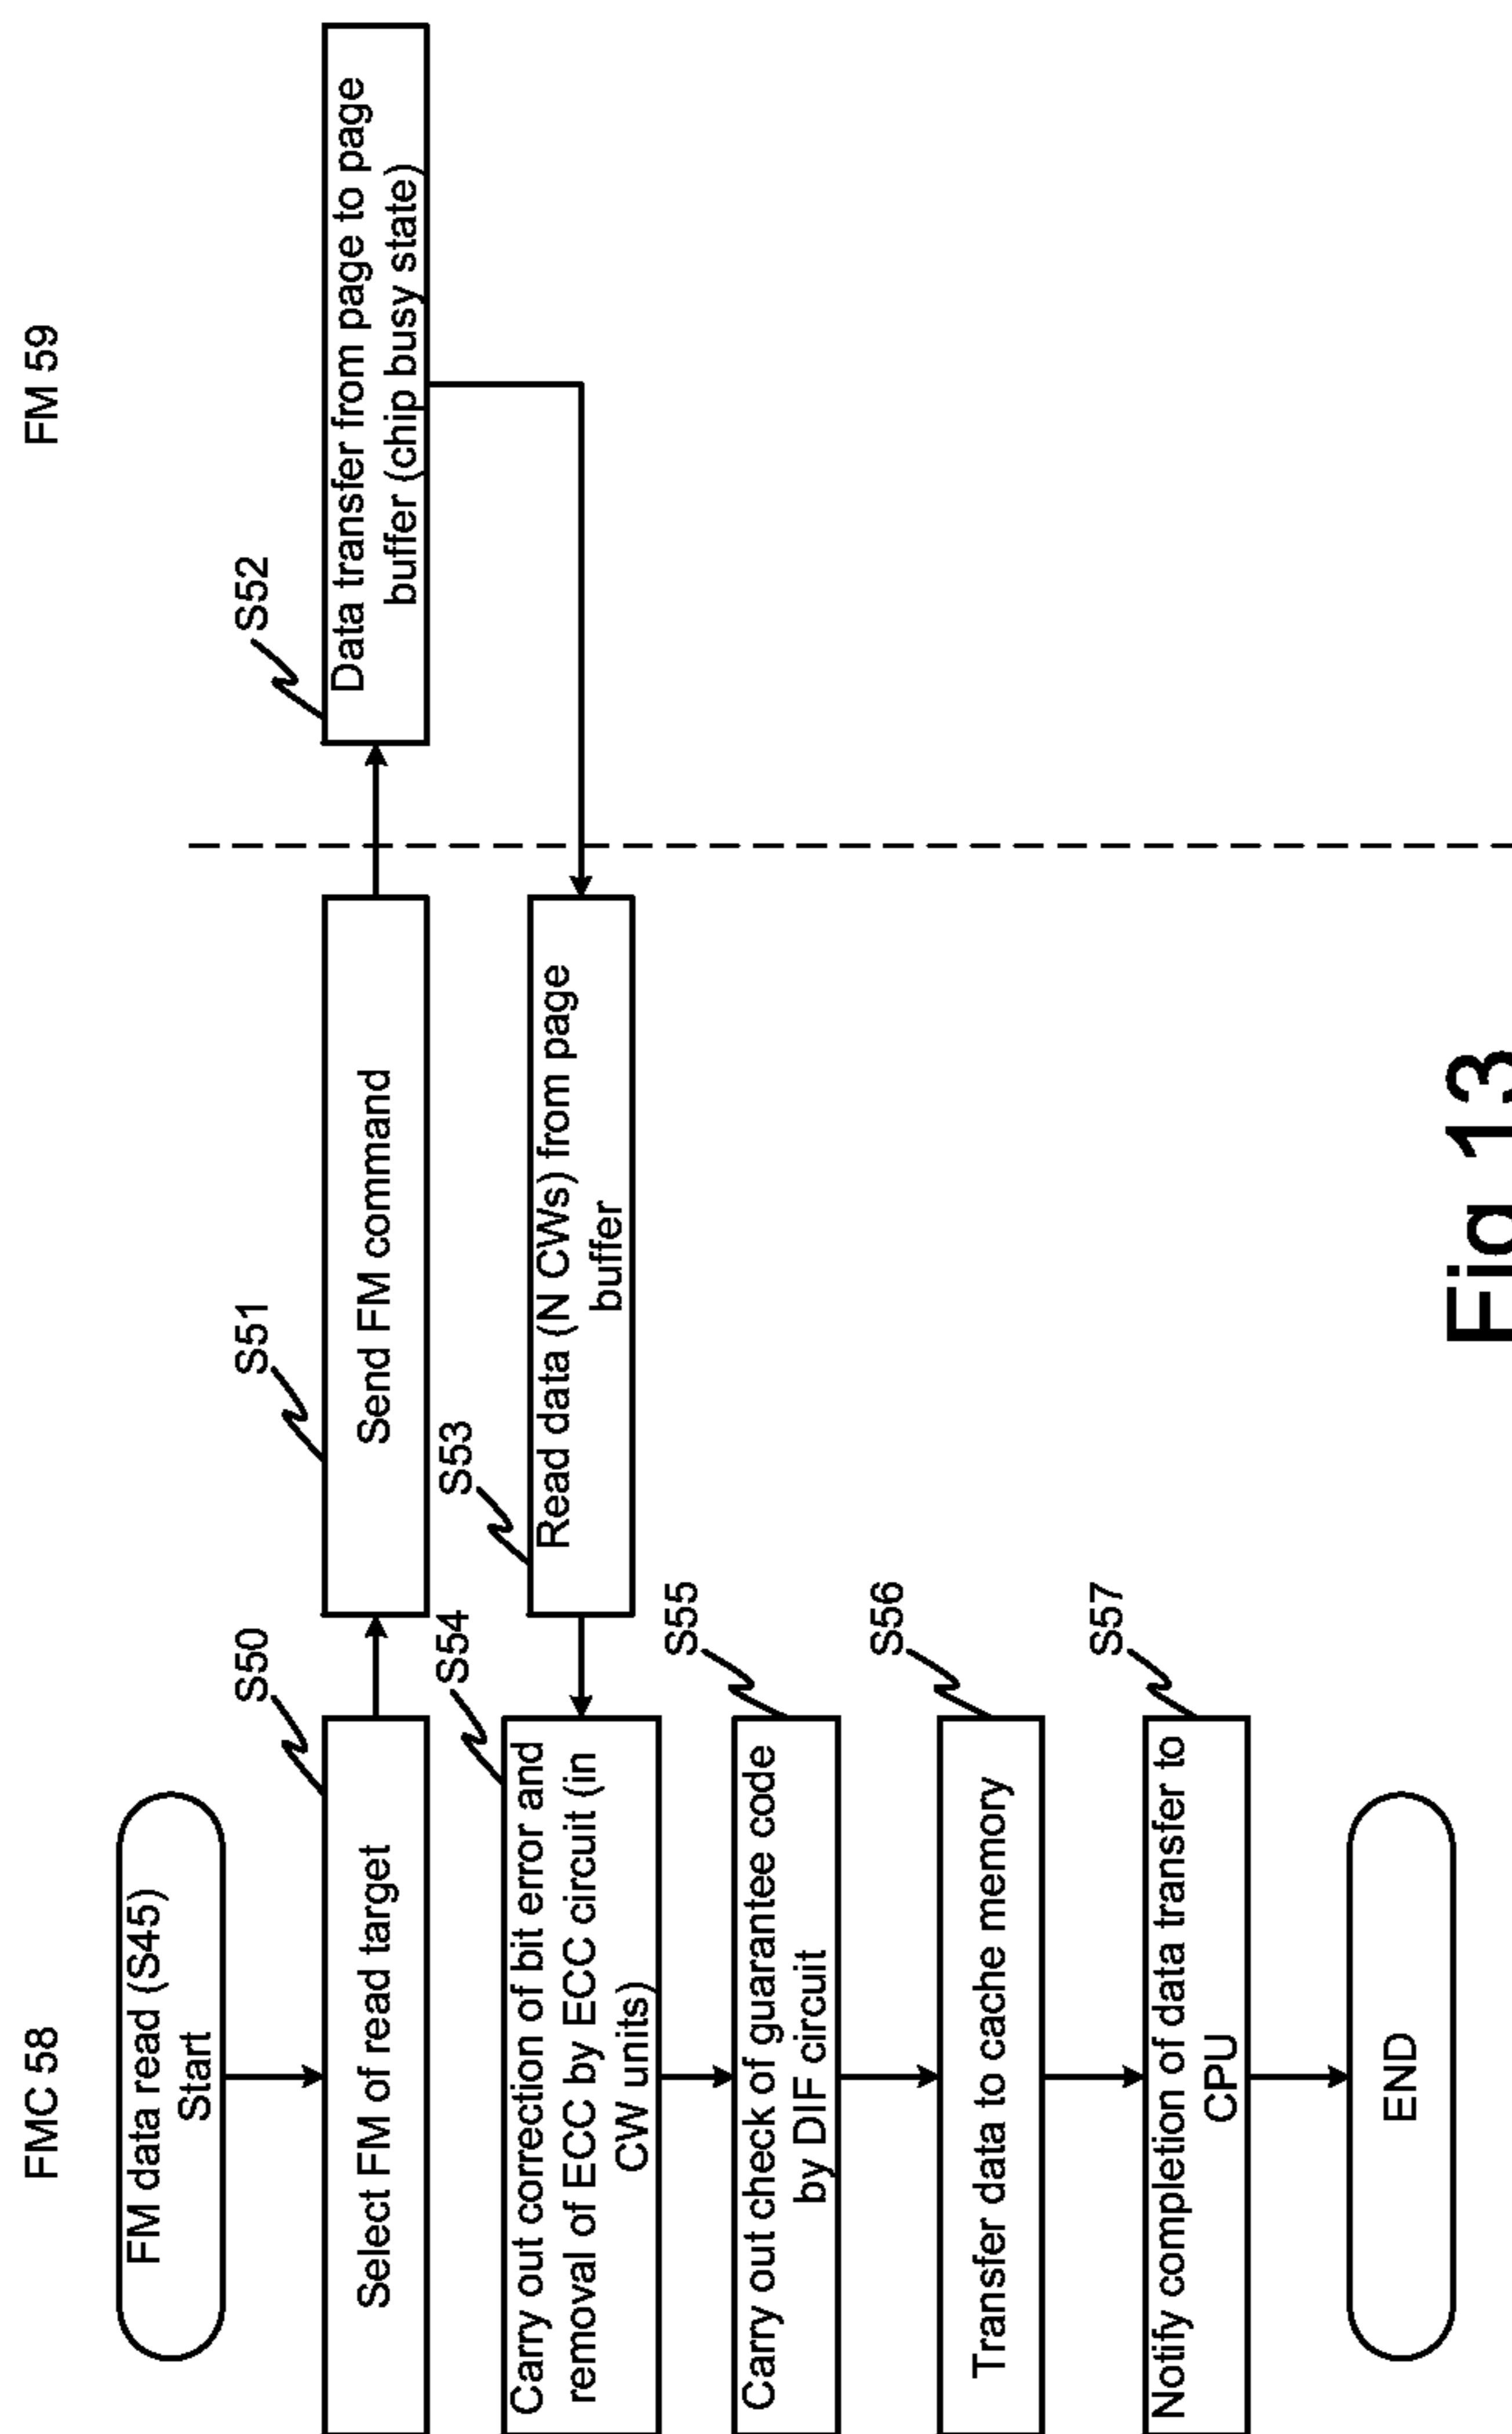 FMC 58
FM 59
FM data read (S45)
Start
S50
Select FM of read target
S51
Send FM command
S52
Data transfer from page to page
buffer (chip busy state)
S53
Read data (N CWs) from page
buffer
S54
Carry out correction of bit error and
removal of ECC by ECC circuit (in
CW units)
S55
Carry out check of guarantee code
by DIF circuit
S56
Transfer data to cache memory
S57
Notify completion of data transfer to
CPU
END
Fig 13